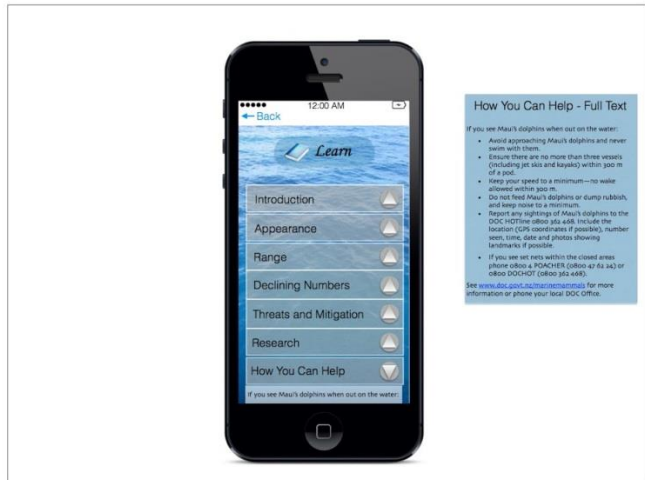 12:00 AM
Back
Learn
Introduction
Appearance
Range
Declining Numbers
Threats and Mitigation
Research
How You Can Help
If you see Maui's dolphins when out on the water:
How You Can Help - Full Text
If you see Maui's dolphins when out on the water:
• Avoid approaching Maui's dolphins and never
swim with them.
• Ensure there are no more than three vessels
(including jet skis and kayaks) within 300 m
of a pod.
• Keep your speed to a minimum—no wake
allowed within 300 m.
• Do not feed Maui's dolphins or dump rubbish,
and keep noise to a minimum.
• Report any sightings of Maui's dolphins to the
DOC HOTline 0800 362 468. Include the
location (GPS coordinates if possible), number
seen, time, date and photos showing
landmarks if possible.
• If you see set nets within the closed areas
phone 0800 4 POACHER (0800 47 62 24) or
0800 DOCHOT (0800 362 468).
See www.doc.govt.nz/marinemammals for more
information or phone your local DOC Office.